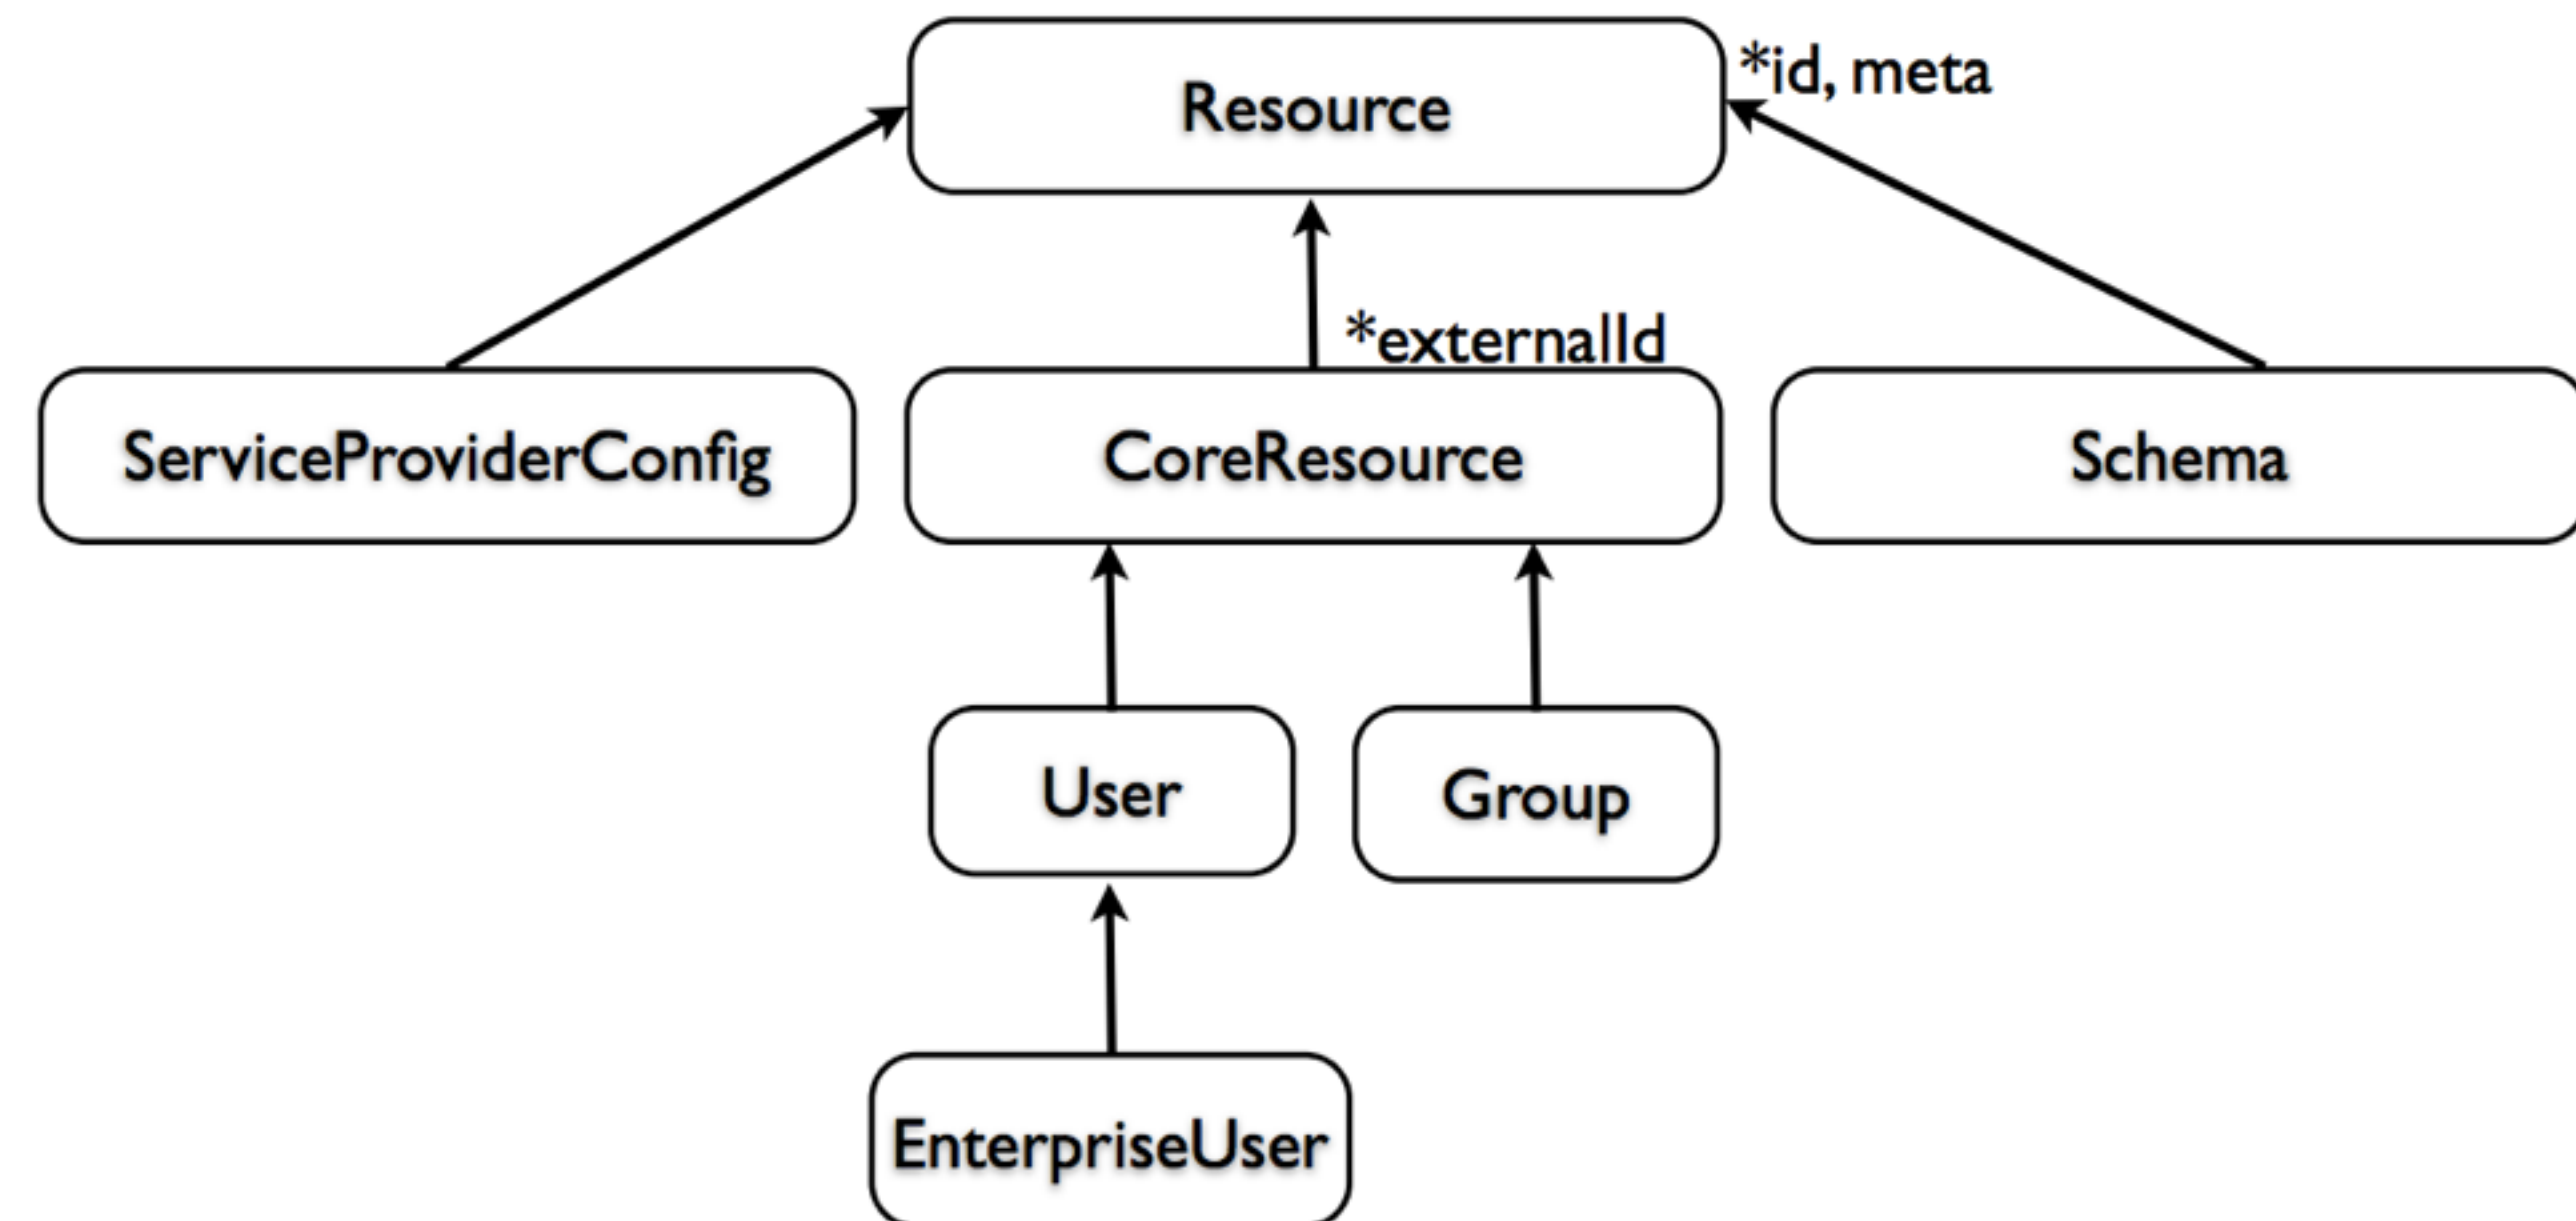 Resource
*id, meta
*externalId
ServiceProviderConfig
CoreResource
Schema
User
Group
EnterpriseUser